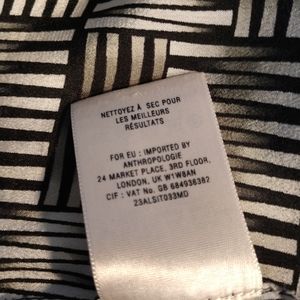 NETTOYEZ À SEC POUR
LES MEILLEURS
RÉSULTATS
FOR EU : IMPORTED BY
ANTHROPOLOGIE
24 MARKET PLACE, 3RD FLOOR,
LONDON, UK W1W8AN
CIF : VAT No. GB 684936382
23ALSIT033MD